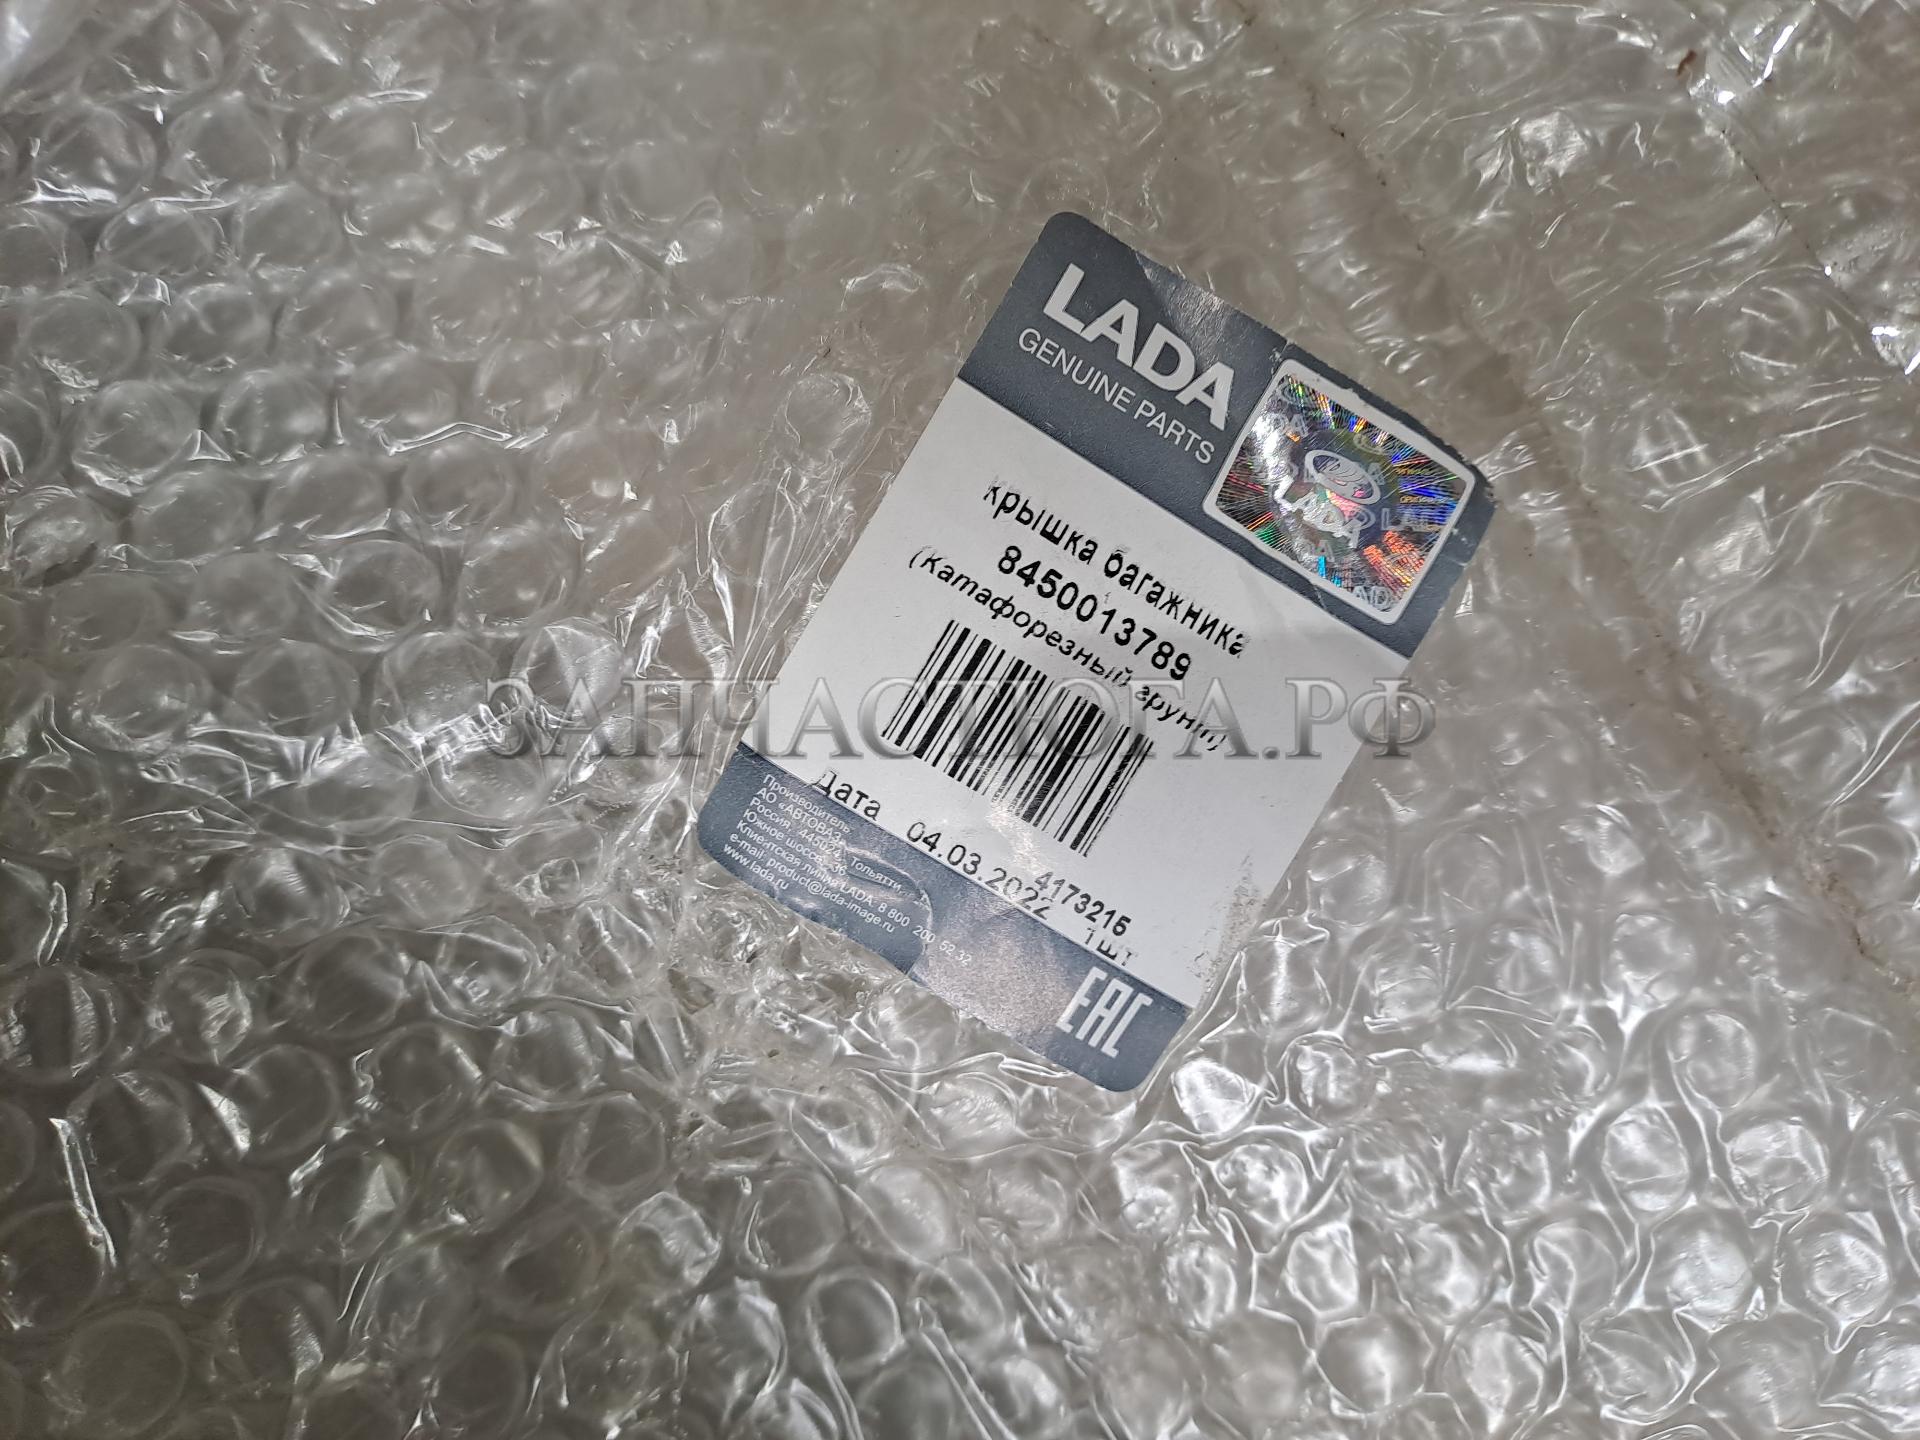 LADA
GENUINE PARTS
LADA
крышка багажника
8450013789
(Катафорезный грунт)
ЗАПЧАСТЮГА.РФ
Дата 04.03.2022
4173215
1шт
Производитель:
АО «АВТОВАЗ»
Россия, 445024, Тольятти,
Южное шоссе, 36
Клиентская линия LADA: 8 800 200 52 32
e-mail: product@lada-image.ru
www.lada.ru
EAC